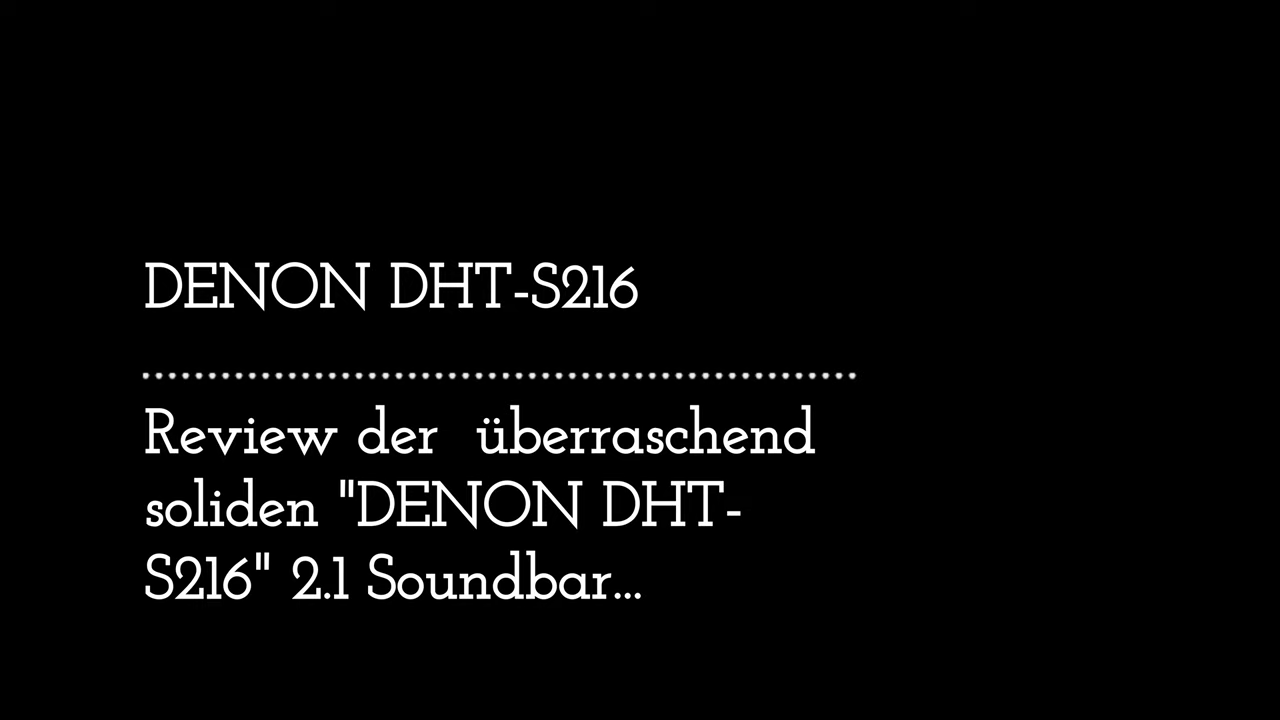 DENON DHT-S216
Review der überraschend
soliden "DENON DHT-
S216" 2.1 Soundbar...